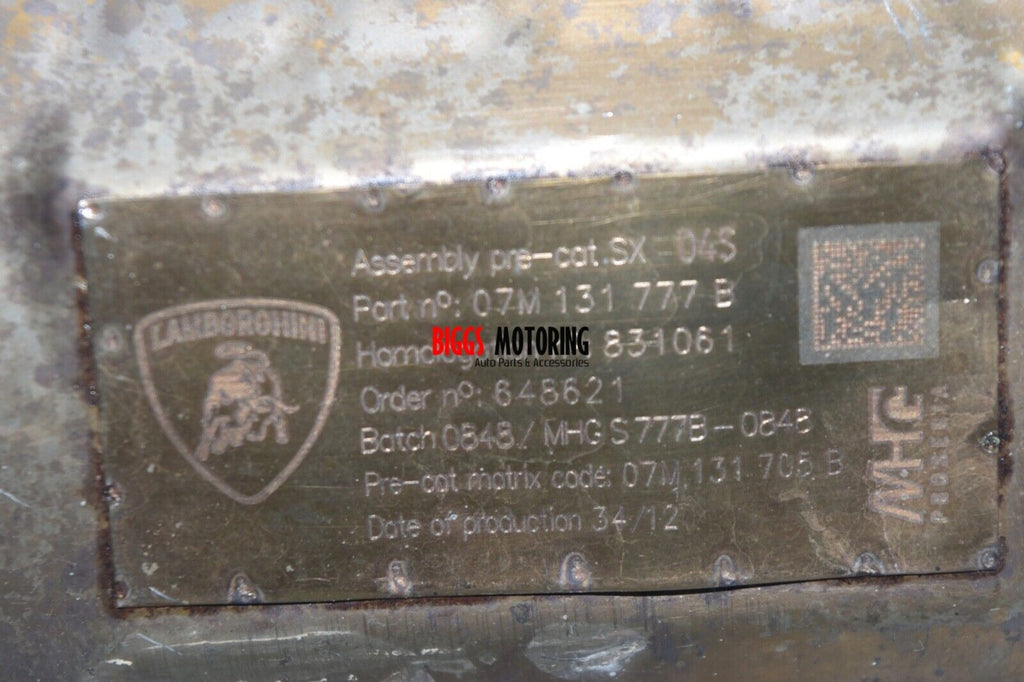 Assembly pre-cat.SX 04S
Part nº: 07M 131 777 B
LAMBORGHINI
BIGGS MOTORING
Auto Parts & Accessories
831061
Order nº: 648621
Batch 0848/ MHG S777B-0848
Pre-cat matrix code: 07M 131 705 B
Date of production 34/12
MHG